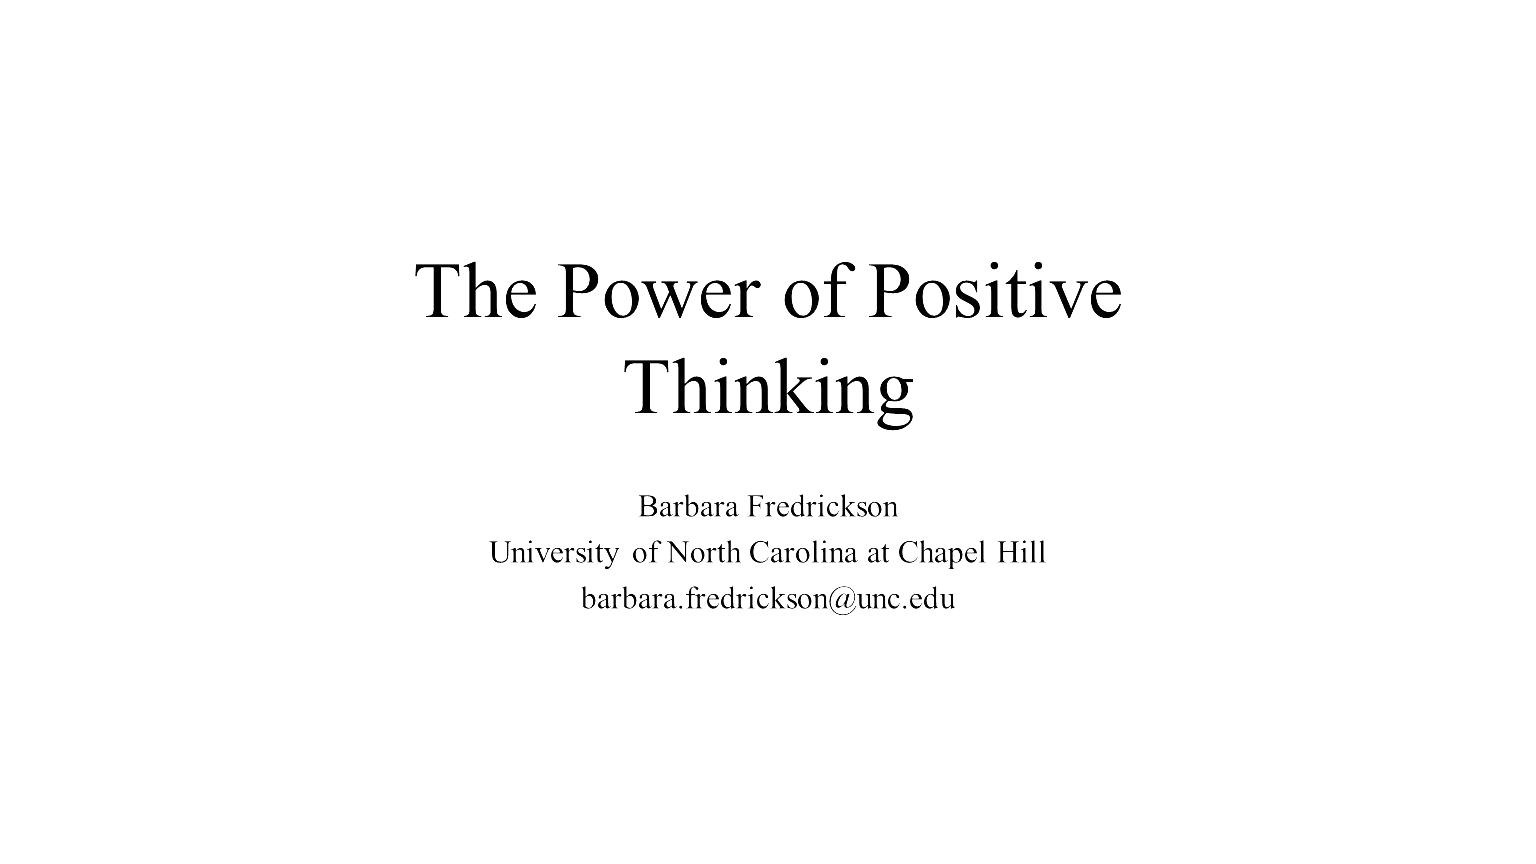 The Power of Positive
Thinking
Barbara Fredrickson
University of North Carolina at Chapel Hill
barbara.fredrickson@unc.edu